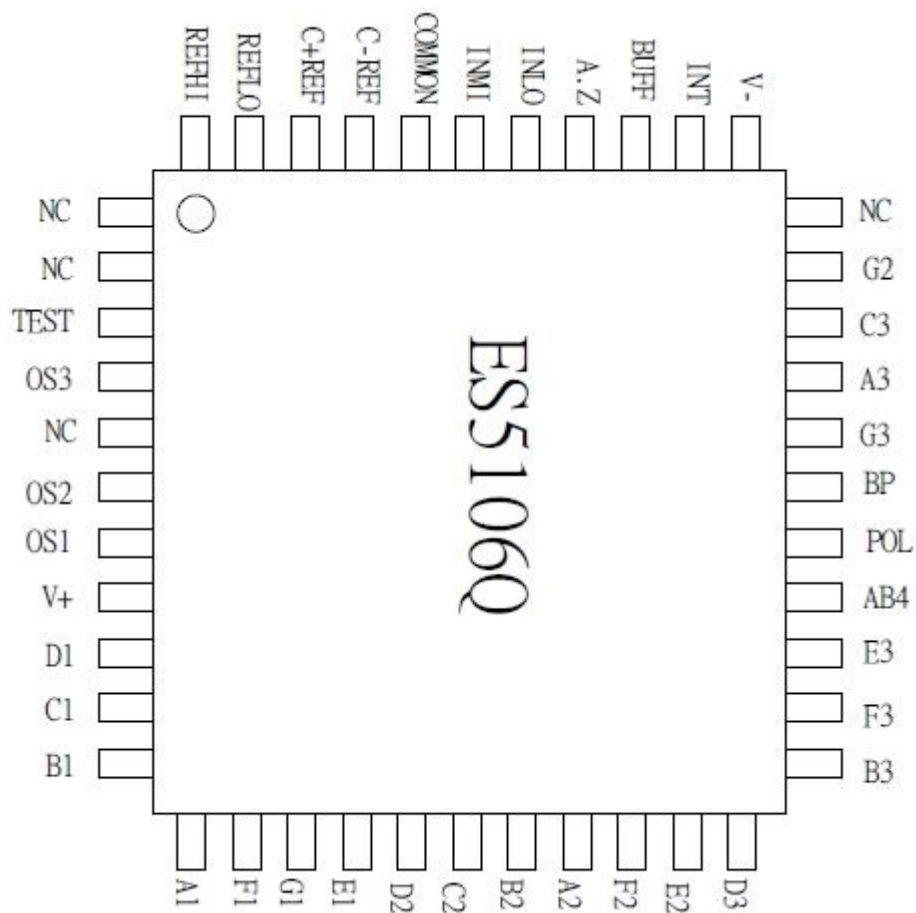 REFHI
REFLO
C+REF
C-REF
COMMON
INMI
INLO
A.Z
BUFF
INT
V-
NC
NC
TEST
OS3
NC
OS2
OS1
V+
D1
C1
B1
ES5106Q
NC
G2
C3
A3
G3
BP
POL
AB4
E3
F3
B3
A1
F1
G1
E1
D2
C2
B2
A2
F2
E2
D3